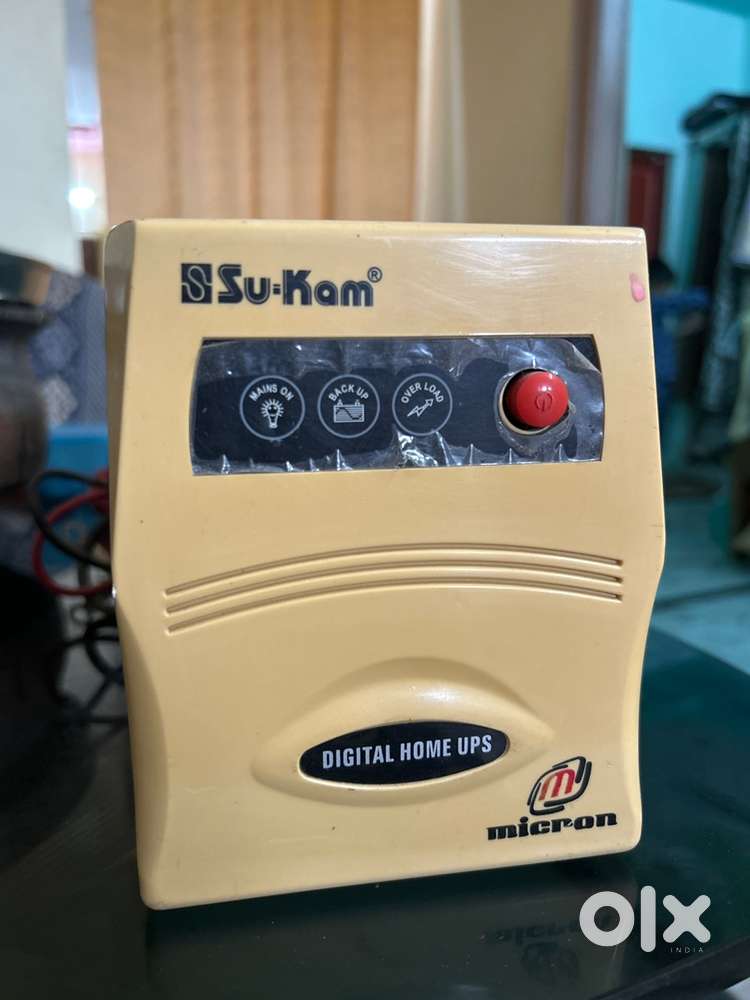 Su-Kam®
MAINS ON
BACK UP
OVER LOAD
DIGITAL HOME UPS
m
micron
olx
INDIA